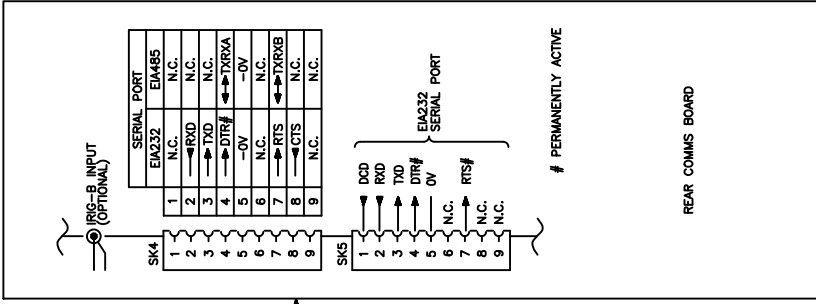 IRIG-B INPUT
(OPTIONAL)
SERIAL PORT
EIA232 EIA485
SK4
1 1 N.C. N.C.
2 2 RXD N.C.
3 3 TXD N.C.
4 4 DTR# TXRXA
5 5 0V 0V
6 6 N.C. N.C.
7 7 RTS TXRXB
8 8 CTS N.C.
9 9 N.C. N.C.
SK5
1 DCD
2 RXD
3 TXD
4 DTR#
5 0V
6 N.C.
7 RTS#
8 N.C.
9 N.C.
EIA232
SERIAL PORT
# PERMANENTLY ACTIVE
REAR COMMS BOARD